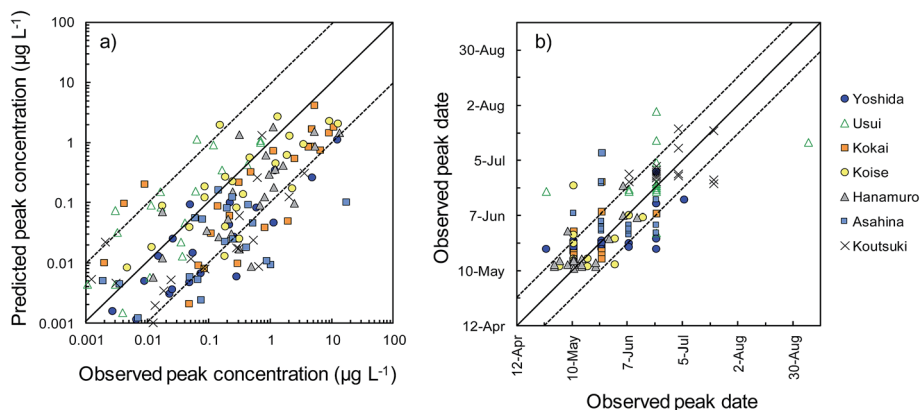 a)
Predicted peak concentration (µg L-1)
100
10
1
0.1
0.01
0.001
0.001 0.01 0.1 1 10 100
Observed peak concentration (µg L-1)
b)
Observed peak date
30-Aug
2-Aug
5-Jul
7-Jun
10-May
12-Apr
12-Apr 10-May 7-Jun 5-Jul 2-Aug 30-Aug
Observed peak date
Yoshida
Usui
Kokai
Koise
Hanamuro
Asahina
Koutsuki